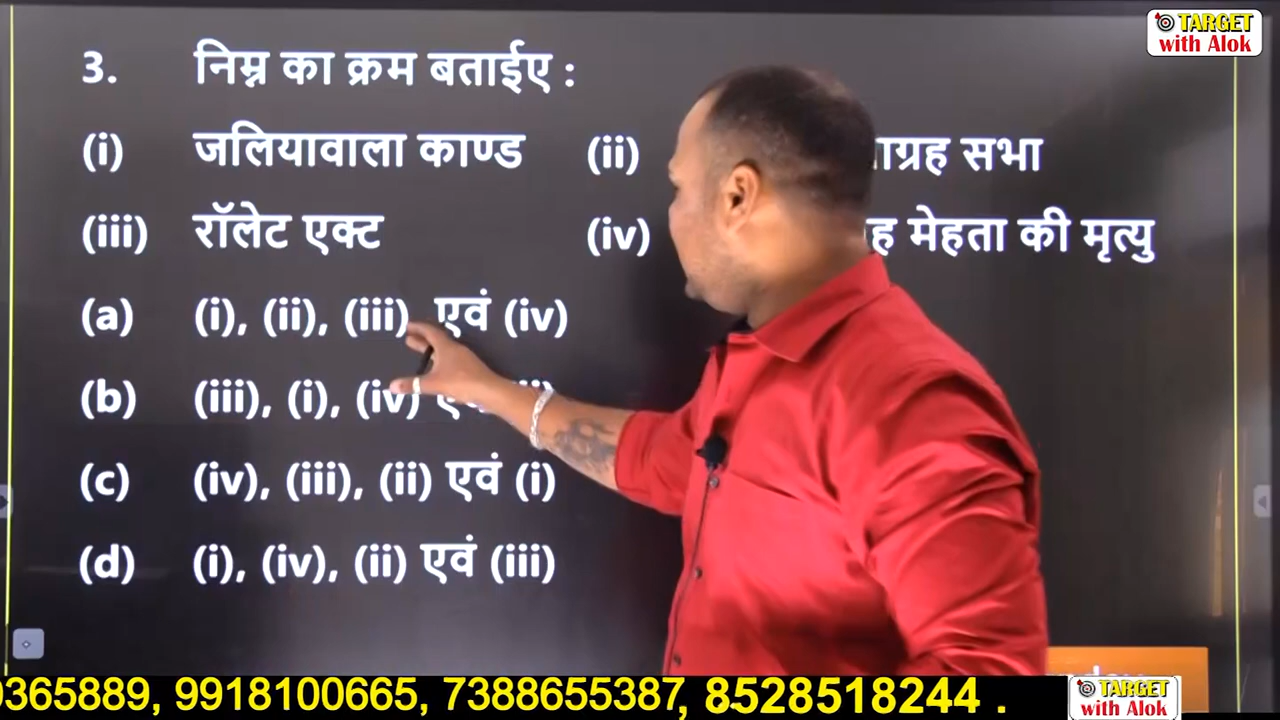 TARGET
with Alok
3. निम्न का क्रम बताईए :
(i) जलियावाला काण्ड (ii) सभा
(iii) रॉलेट एक्ट (iv) मेहता की मृत्यु
(a) (i), (ii), (iii) एवं (iv)
(b) (iii), (i), (iv)
(c) (iv), (iii), (ii) एवं (i)
(d) (i), (iv), (ii) एवं (iii)
0365889, 9918100665, 7388655387, 8528518244 .
TARGET
with Alok